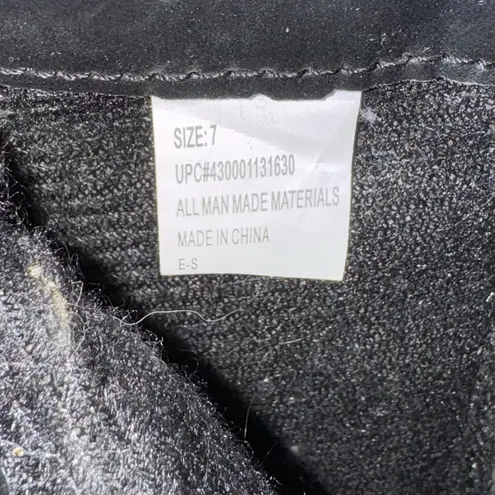 SIZE: 7
UPC#430001131630
ALL MAN MADE MATERIALS
MADE IN CHINA
E-S